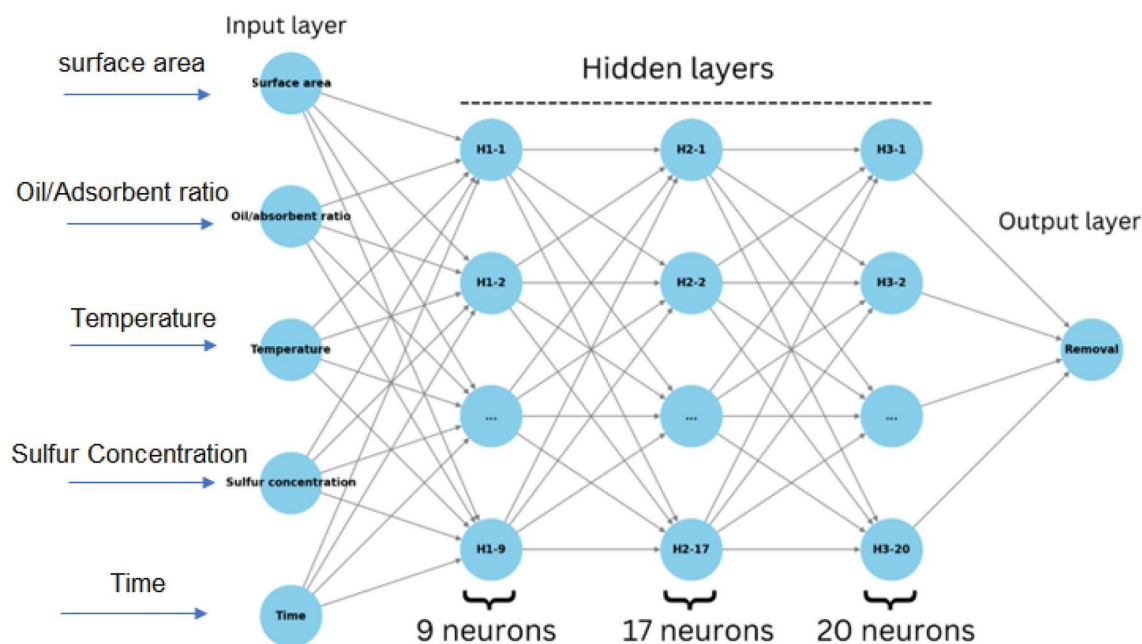 Input layer
surface area
Surface area
Hidden layers
H1-1
H2-1
H3-1
Oil/Adsorbent ratio
Oil/absorbent ratio
Output layer
H1-2
H2-2
H3-2
Temperature
Temperature
Removal
...
...
...
Sulfur Concentration
Sulfur concentration
H1-9
H2-17
H3-20
Time
Time
9 neurons
17 neurons
20 neurons